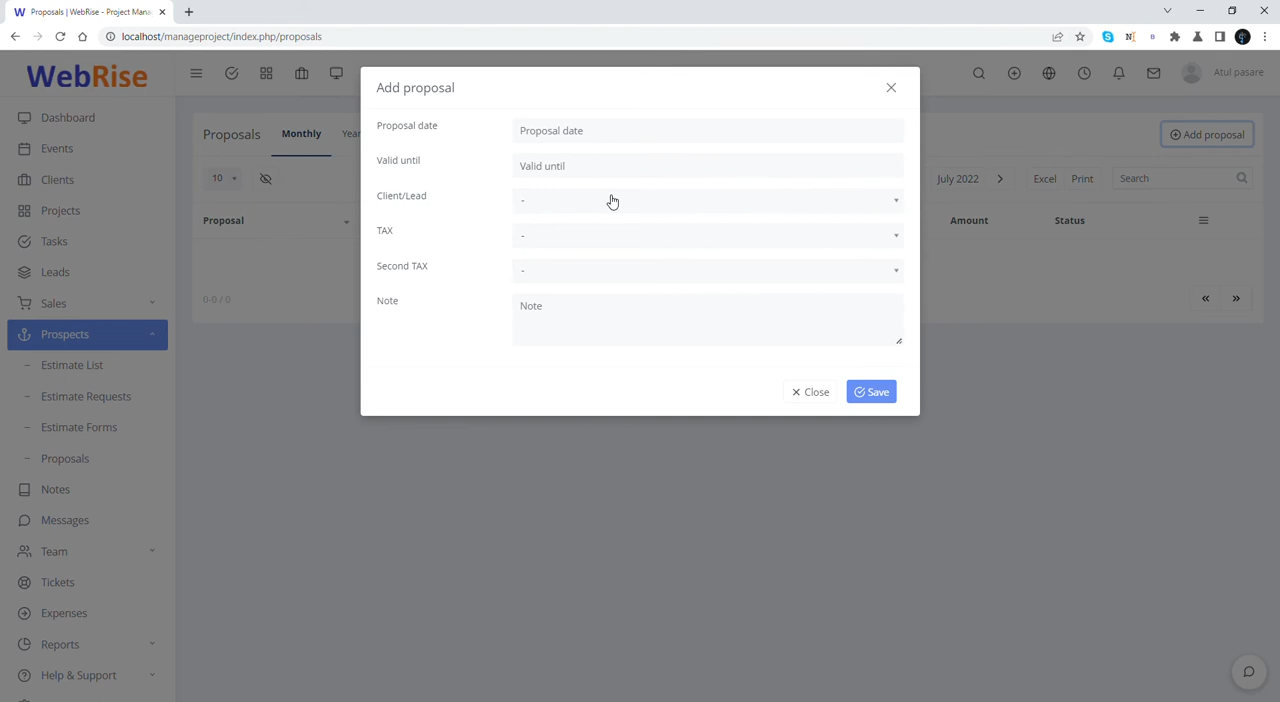 W Proposals | WebRise - Project Mana
localhost/manageproject/index.php/proposals
WebRise
Atul pasare
Dashboard
Events
Clients
Projects
Tasks
Leads
Sales
Prospects
- Estimate List
- Estimate Requests
- Estimate Forms
- Proposals
Notes
Messages
Team
Tickets
Expenses
Reports
Help & Support
Proposals Monthly Year
Add proposal
10
July 2022
Excel Print Search
Proposal
Amount Status
0-0 / 0
Add proposal
Proposal date Proposal date
Valid until Valid until
Client/Lead -
TAX -
Second TAX -
Note Note
Close Save